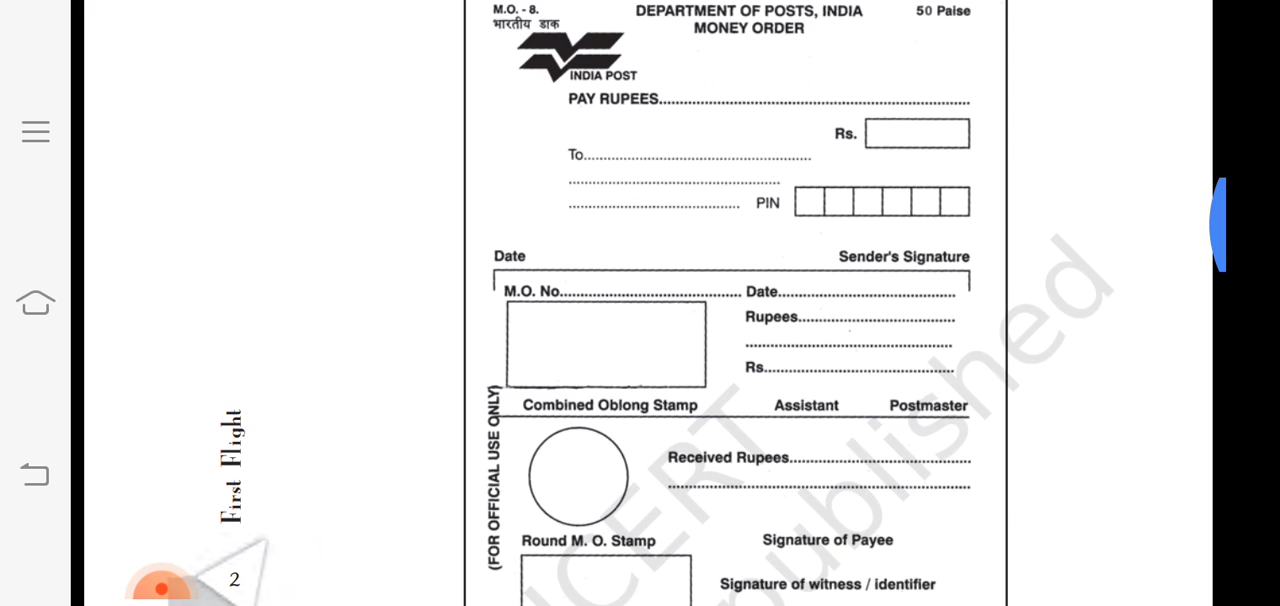 M.O. - 8.
भारतीय डाक
DEPARTMENT OF POSTS, INDIA
MONEY ORDER
50 Paise
INDIA POST
PAY RUPEES
Rs.
To
PIN
Date
Sender's Signature
M.O. No.
Date
Rupees
Rs.
Combined Oblong Stamp
Assistant
Postmaster
(FOR OFFICIAL USE ONLY)
Received Rupees
Round M. O. Stamp
Signature of Payee
Signature of witness / identifier
First Flight
2
NCERT
published